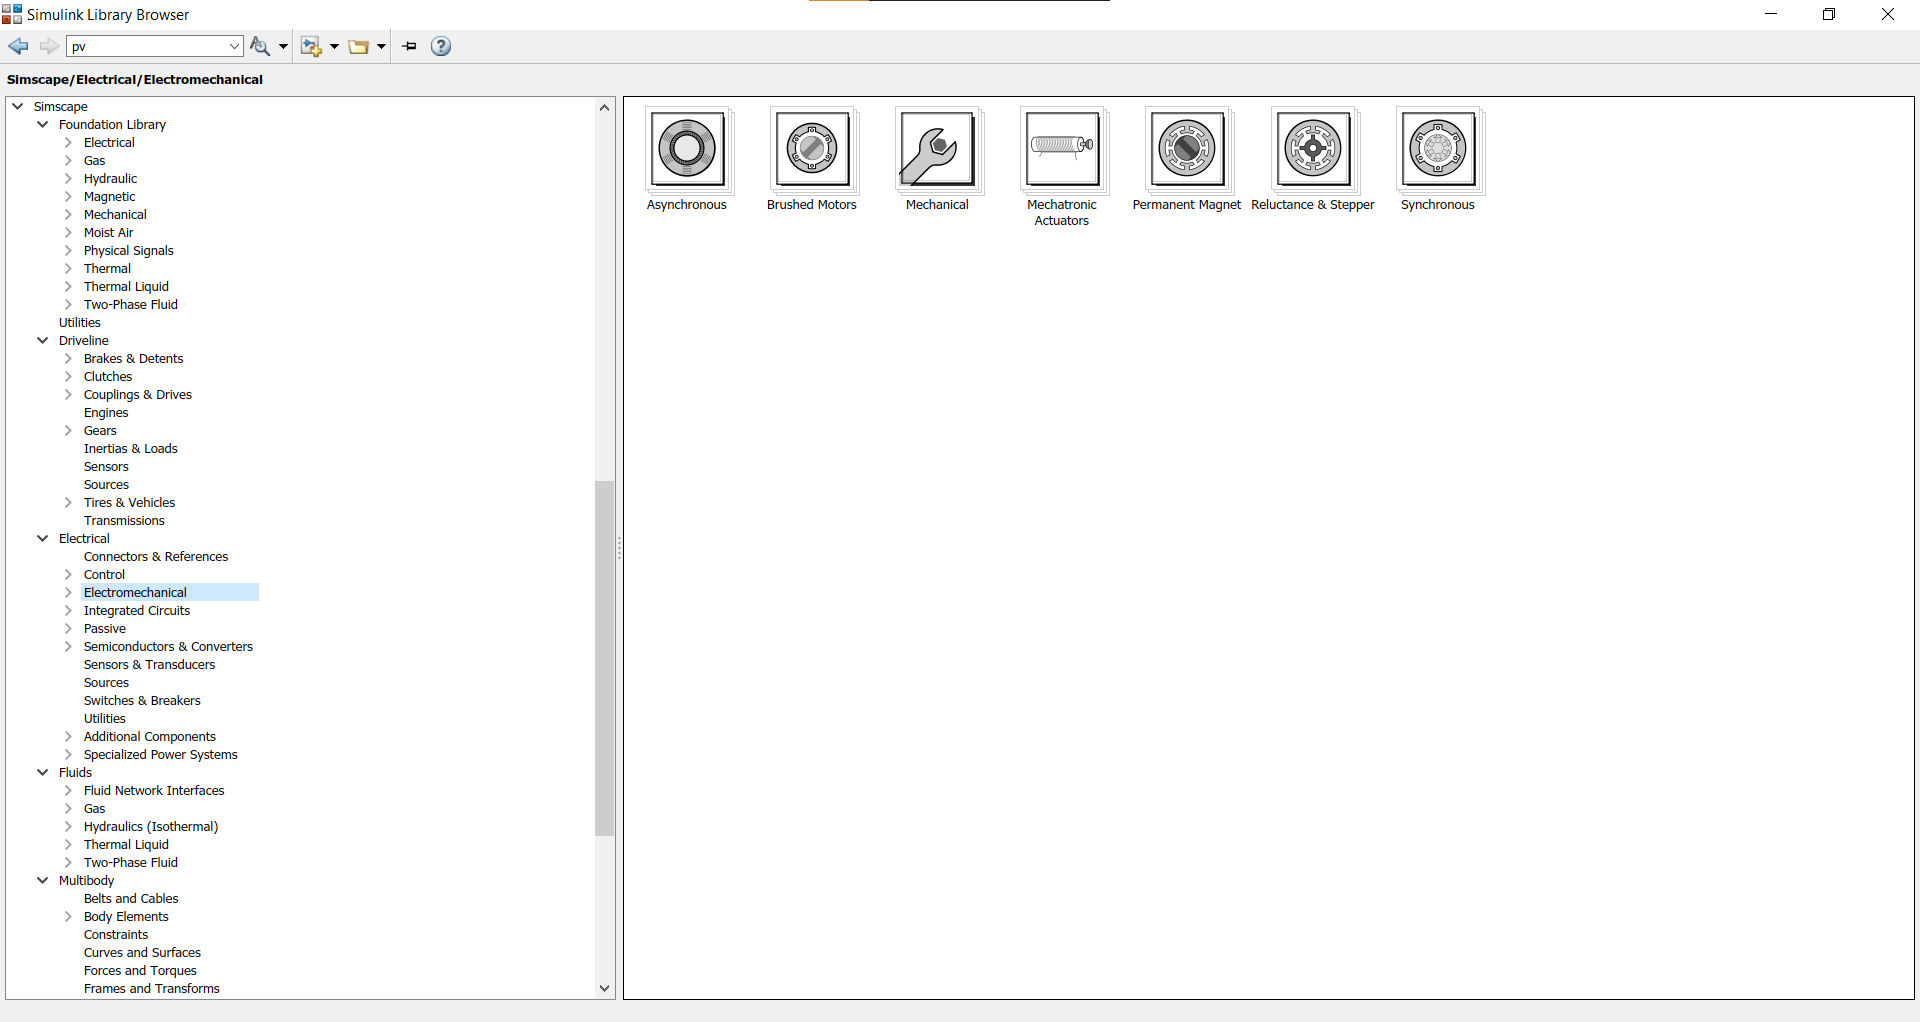 Simulink Library Browser
pv
Simscape/Electrical/Electromechanical
Simscape
Foundation Library
Electrical
Gas
Hydraulic
Magnetic
Mechanical
Moist Air
Physical Signals
Thermal
Thermal Liquid
Two-Phase Fluid
Utilities
Driveline
Brakes & Detents
Clutches
Couplings & Drives
Engines
Gears
Inertias & Loads
Sensors
Sources
Tires & Vehicles
Transmissions
Electrical
Connectors & References
Control
Electromechanical
Integrated Circuits
Passive
Semiconductors & Converters
Sensors & Transducers
Sources
Switches & Breakers
Utilities
Additional Components
Specialized Power Systems
Fluids
Fluid Network Interfaces
Gas
Hydraulics (Isothermal)
Thermal Liquid
Two-Phase Fluid
Multibody
Belts and Cables
Body Elements
Constraints
Curves and Surfaces
Forces and Torques
Frames and Transforms
Asynchronous
Brushed Motors
Mechanical
Mechatronic
Actuators
Permanent Magnet
Reluctance & Stepper
Synchronous